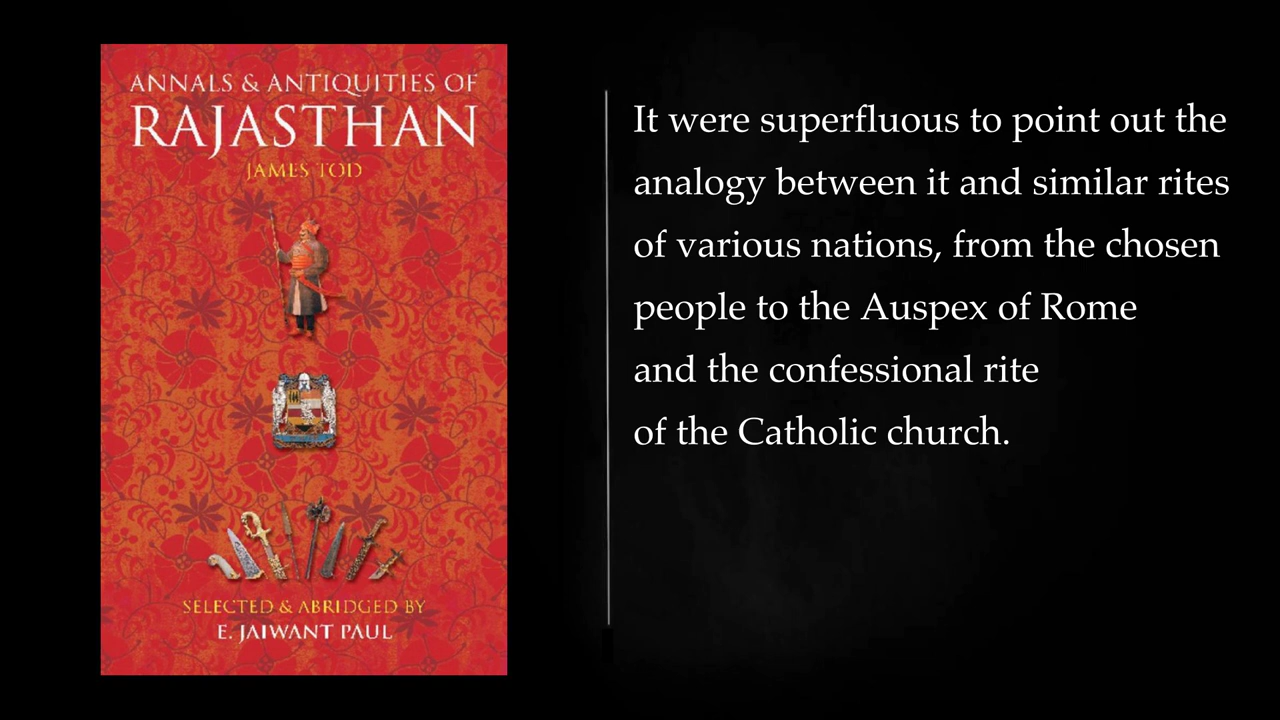 ANNALS & ANTIQUITIES OF
RAJASTHAN
JAMES TOD
SELECTED & ABRIDGED BY
E. JAIWANT PAUL
It were superfluous to point out the
analogy between it and similar rites
of various nations, from the chosen
people to the Auspex of Rome
and the confessional rite
of the Catholic church.